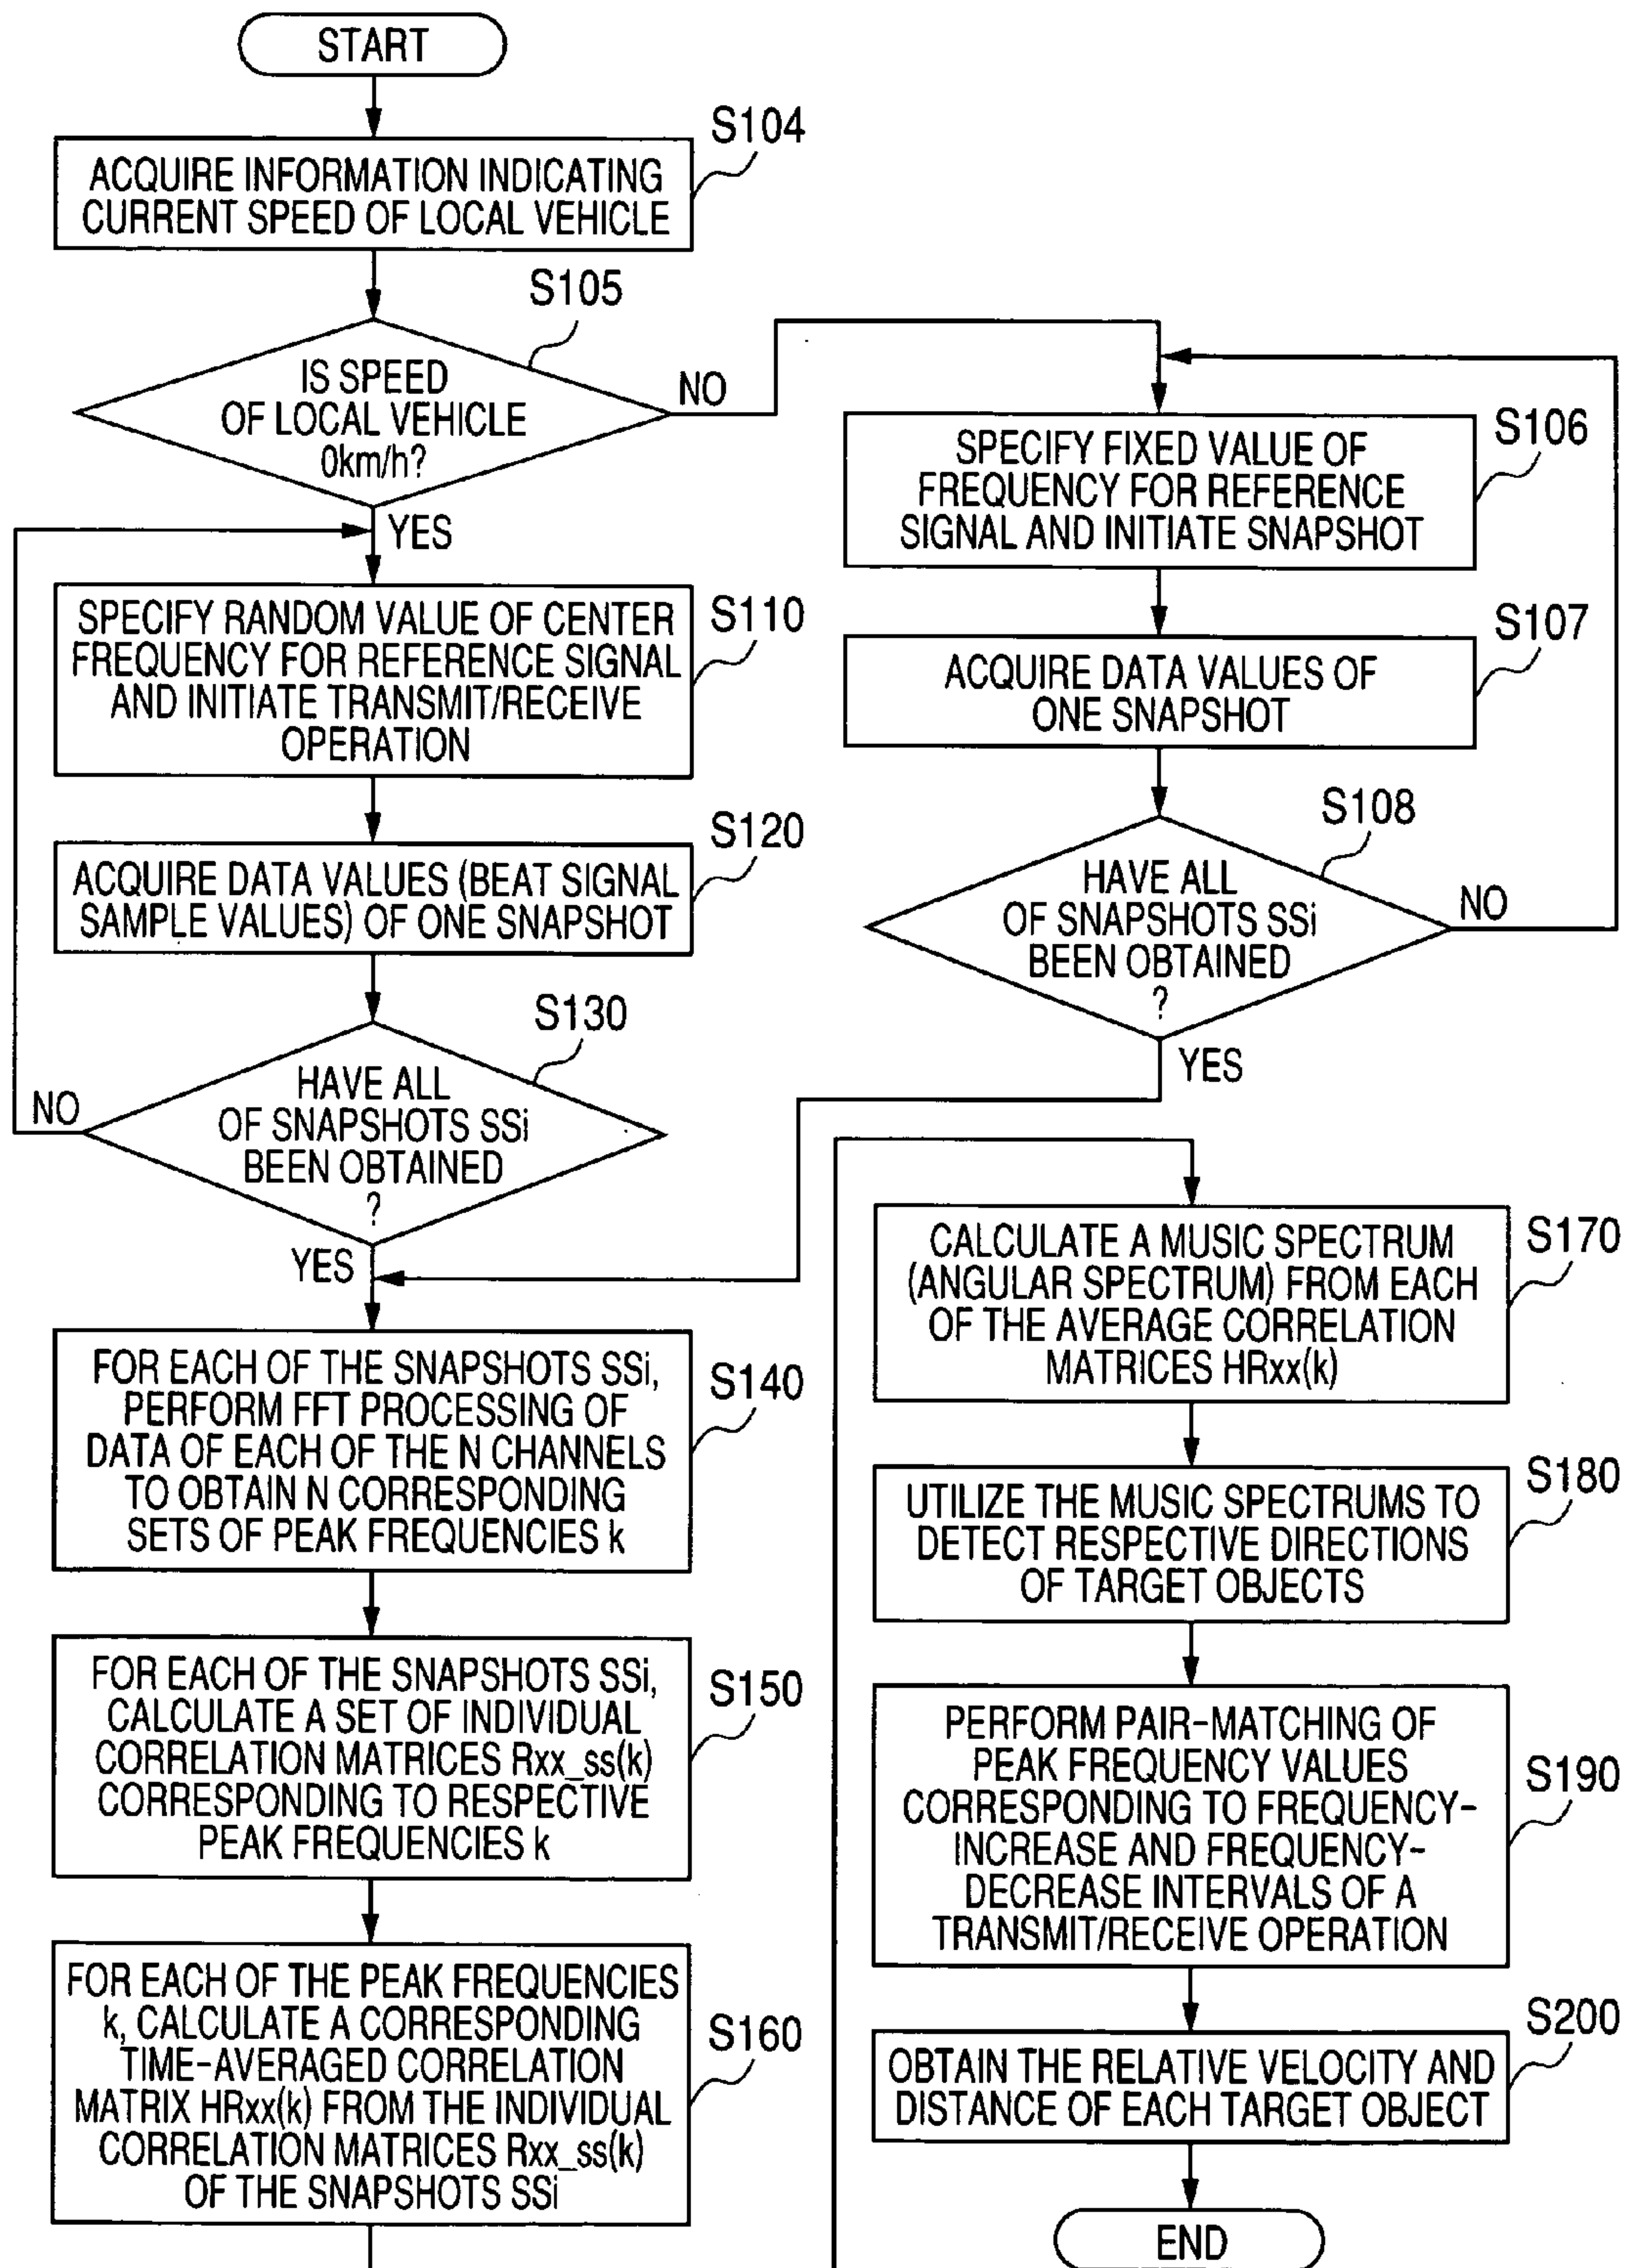 START
S104
ACQUIRE INFORMATION INDICATING
CURRENT SPEED OF LOCAL VEHICLE
S105
IS SPEED
OF LOCAL VEHICLE
0km/h?
NO
YES
S106
SPECIFY FIXED VALUE OF
FREQUENCY FOR REFERENCE
SIGNAL AND INITIATE SNAPSHOT
S107
ACQUIRE DATA VALUES OF
ONE SNAPSHOT
S108
HAVE ALL
OF SNAPSHOTS SSi
BEEN OBTAINED
?
NO
YES
S110
SPECIFY RANDOM VALUE OF CENTER
FREQUENCY FOR REFERENCE SIGNAL
AND INITIATE TRANSMIT/RECEIVE
OPERATION
S120
ACQUIRE DATA VALUES (BEAT SIGNAL
SAMPLE VALUES) OF ONE SNAPSHOT
S130
HAVE ALL
OF SNAPSHOTS SSi
BEEN OBTAINED
?
NO
YES
S140
FOR EACH OF THE SNAPSHOTS SSi,
PERFORM FFT PROCESSING OF
DATA OF EACH OF THE N CHANNELS
TO OBTAIN N CORRESPONDING
SETS OF PEAK FREQUENCIES k
S150
FOR EACH OF THE SNAPSHOTS SSi,
CALCULATE A SET OF INDIVIDUAL
CORRELATION MATRICES Rxx_ss(k)
CORRESPONDING TO RESPECTIVE
PEAK FREQUENCIES k
S160
FOR EACH OF THE PEAK FREQUENCIES
k, CALCULATE A CORRESPONDING
TIME-AVERAGED CORRELATION
MATRIX HRxx(k) FROM THE INDIVIDUAL
CORRELATION MATRICES Rxx_ss(k)
OF THE SNAPSHOTS SSi
S170
CALCULATE A MUSIC SPECTRUM
(ANGULAR SPECTRUM) FROM EACH
OF THE AVERAGE CORRELATION
MATRICES HRxx(k)
S180
UTILIZE THE MUSIC SPECTRUMS TO
DETECT RESPECTIVE DIRECTIONS
OF TARGET OBJECTS
S190
PERFORM PAIR-MATCHING OF
PEAK FREQUENCY VALUES
CORRESPONDING TO FREQUENCY-
INCREASE AND FREQUENCY-
DECREASE INTERVALS OF A
TRANSMIT/RECEIVE OPERATION
S200
OBTAIN THE RELATIVE VELOCITY AND
DISTANCE OF EACH TARGET OBJECT
END